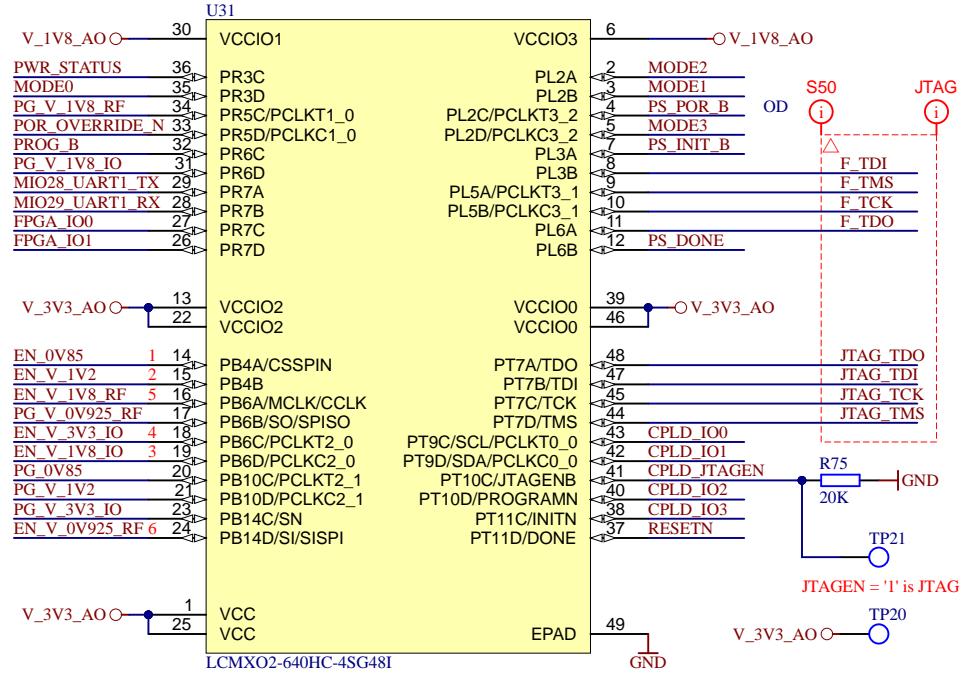 U31
V_1V8_AO 30 VCCIO1 VCCIO3 6 V_1V8_AO
PWR_STATUS 36 PR3C PL2A 2 MODE2
MODE0 35 PR3D PL2B 3 MODE1 S50 JTAG
PG_V_1V8_RF 34 PR5C/PCLKT1_0 PL2C/PCLKT3_2 4 PS_POR_B OD i i
POR_OVERRIDE_N 33 PR5D/PCLKC1_0 PL2D/PCLKC3_2 5 MODE3
PROG_B 32 PR6C PL3A 7 PS_INIT_B
PG_V_1V8_IO 31 PR6D PL3B 8 F_TDI
MIO28_UART1_TX 29 PR7A PL5A/PCLKT3_1 9 F_TMS
MIO29_UART1_RX 28 PR7B PL5B/PCLKC3_1 10 F_TCK
FPGA_IO0 27 PR7C PL6A 11 F_TDO
FPGA_IO1 26 PR7D PL6B 12 PS_DONE
V_3V3_AO 13 VCCIO2 VCCIO0 39 V_3V3_AO
22 VCCIO2 VCCIO0 46
EN_0V85 1 14 PB4A/CSSPIN PT7A/TDO 48 JTAG_TDO
EN_V_1V2 2 15 PB4B PT7B/TDI 47 JTAG_TDI
EN_V_1V8_RF 5 16 PB6A/MCLK/CCLK PT7C/TCK 45 JTAG_TCK
PG_V_0V925_RF 17 PB6B/SO/SPISO PT7D/TMS 44 JTAG_TMS
EN_V_3V3_IO 4 18 PB6C/PCLKT2_0 PT9C/SCL/PCLKT0_0 43 CPLD_IO0
EN_V_1V8_IO 3 19 PB6D/PCLKC2_0 PT9D/SDA/PCLKC0_0 42 CPLD_IO1
PG_0V85 20 PB10C/PCLKT2_1 PT10C/JTAGENB 41 CPLD_JTAGEN R75 GND
PG_V_1V2 21 PB10D/PCLKC2_1 PT10D/PROGRAMN 40 CPLD_IO2 20K
PG_V_3V3_IO 23 PB14C/SN PT11C/INITN 38 CPLD_IO3
EN_V_0V925_RF 6 24 PB14D/SI/SISPI PT11D/DONE 37 RESETN
TP21
JTAGEN = '1' is JTAG
V_3V3_AO 1 VCC TP20
25 VCC EPAD 49 V_3V3_AO
LCMXO2-640HC-4SG48I GND